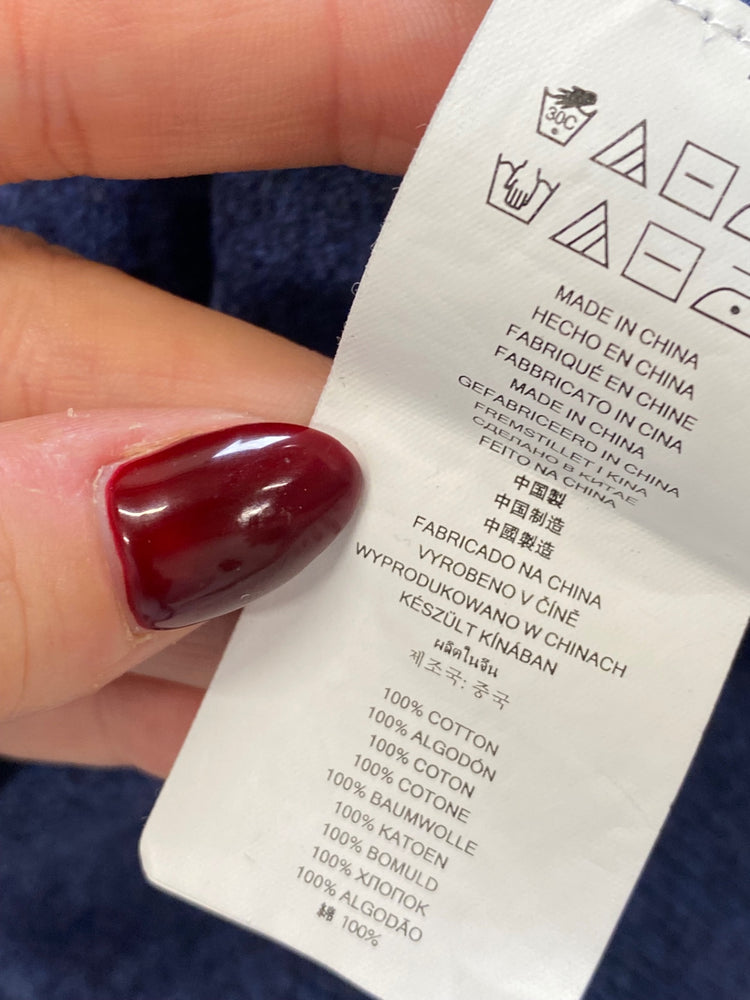 30C
MADE IN CHINA
HECHO EN CHINA
FABRIQUÉ EN CHINE
FABBRICATO IN CINA
MADE IN CHINA
GEFABRICEERD IN CHINA
FREMSTILLET I KINA
СДЕЛАНО В КИТАЕ
FEITO NA CHINA
中国製
中国制造
中國製造
FABRICADO NA CHINA
VYROBENO V ČÍNĚ
WYPRODUKOWANO W CHINACH
KÉSZÜLT KÍNÁBAN
ผลิตในจีน
제조국: 중국
100% COTTON
100% ALGODÓN
100% COTON
100% COTONE
100% BAUMWOLLE
100% KATOEN
100% BOMULD
100% ХЛОПОК
100% ALGODÃO
綿 100%